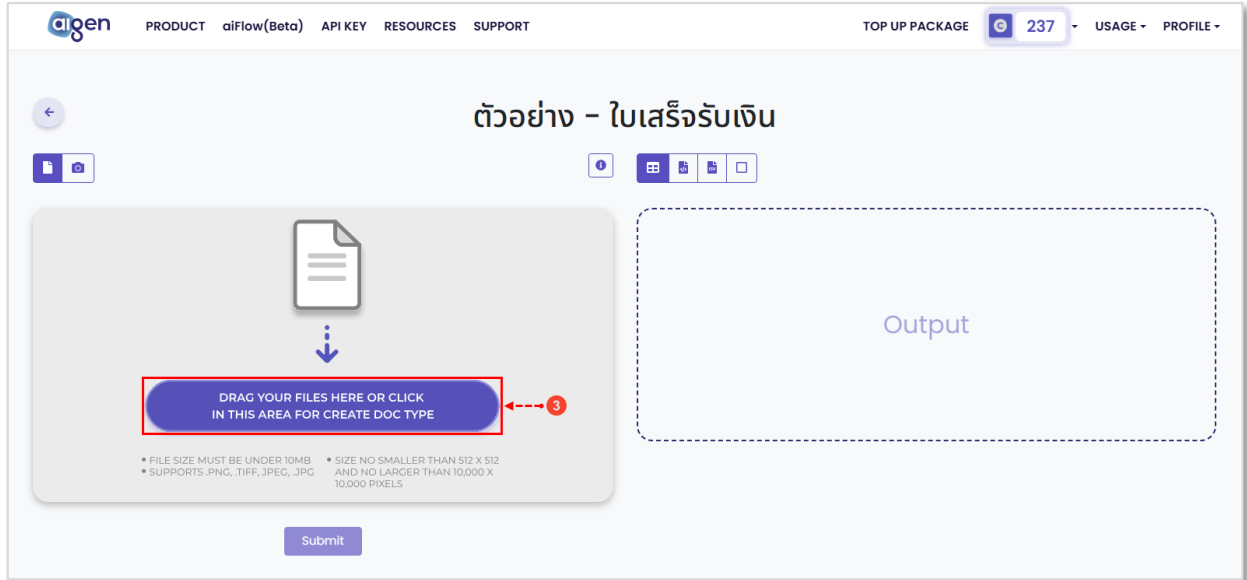 aigen PRODUCT aiFlow(Beta) API KEY RESOURCES SUPPORT TOP UP PACKAGE C 237 USAGE PROFILE
ตัวอย่าง - ใบเสร็จรับเงิน
DRAG YOUR FILES HERE OR CLICK
IN THIS AREA FOR CREATE DOC TYPE
3
• FILE SIZE MUST BE UNDER 10MB
• SUPPORTS .PNG, .TIFF, JPEG, .JPG
• SIZE NO SMALLER THAN 512 X 512
AND NO LARGER THAN 10,000 X
10,000 PIXELS
Submit
Output